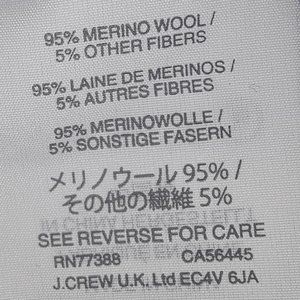 95% MERINO WOOL /
5% OTHER FIBERS
95% LAINE DE MERINOS /
5% AUTRES FIBRES
95% MERINOWOLLE /
5% SONSTIGE FASERN
メリノウール 95% /
その他の繊維 5%
SEE REVERSE FOR CARE
RN77388 CA56445
J.CREW U.K. Ltd EC4V 6JA